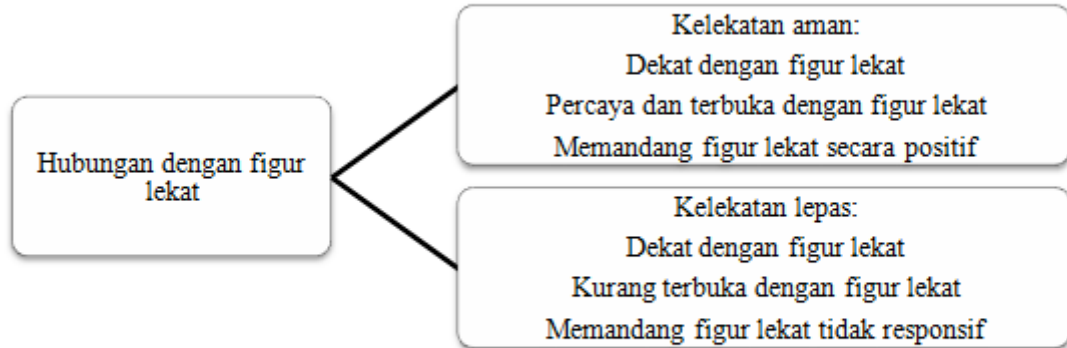 Hubungan dengan figur
lekat
Kelekatan aman:
Dekat dengan figur lekat
Percaya dan terbuka dengan figur lekat
Memandang figur lekat secara positif
Kelekatan lepas:
Dekat dengan figur lekat
Kurang terbuka dengan figur lekat
Memandang figur lekat tidak responsif